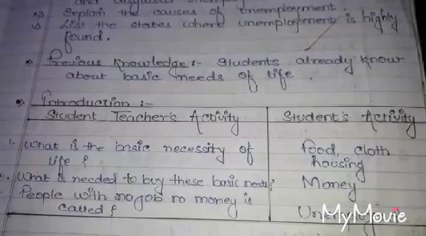 Explain the causes of unemployment.
List the states where unemployment is highly
found.
Previous Knowledge :- Students already know
about basic needs of life.
Introduction :-
Student Teacher's Activity Student's Activity
1. What is the basic necessity of food, cloth
life ? housing
What is needed to buy these basic needs Money
People with no job no money is
called ?
MyMovie